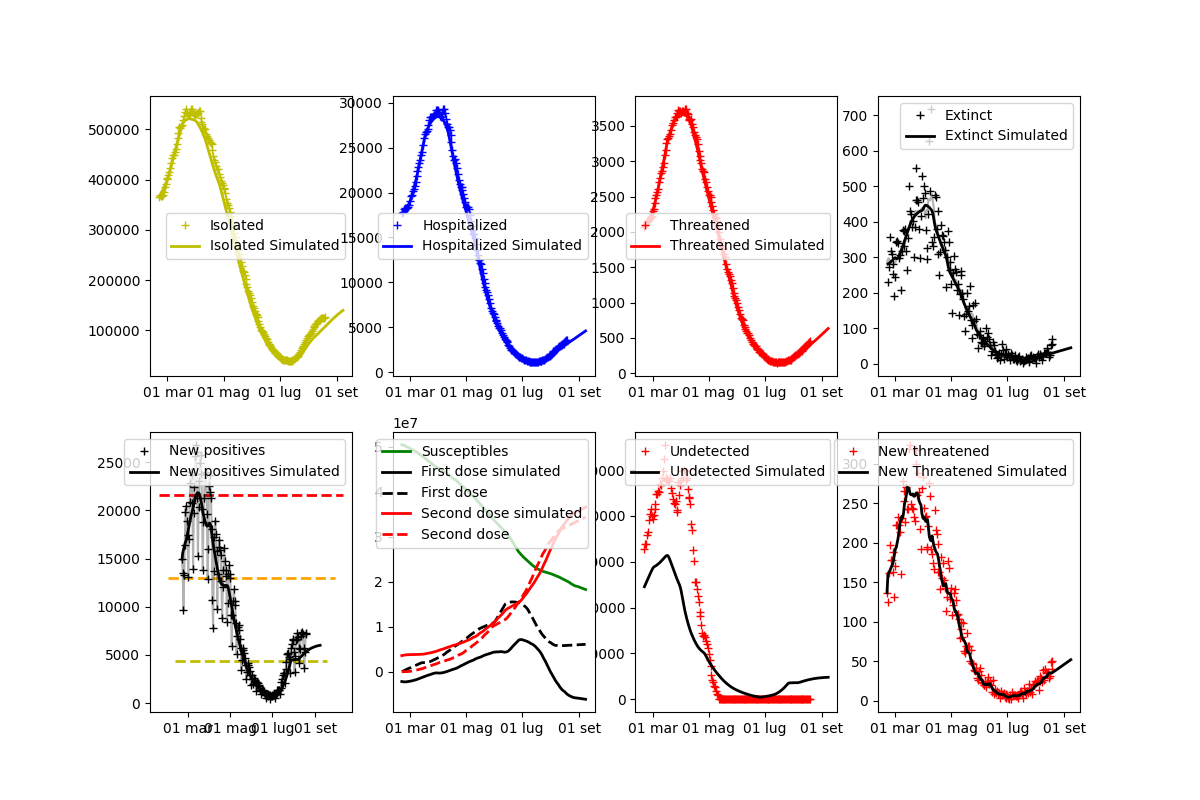 500000
400000
300000
200000
100000
Isolated
Isolated Simulated
01 mar 01 mag 01 lug 01 set
30000
25000
20000
15000
10000
5000
0
Hospitalized
Hospitalized Simulated
01 mar 01 mag 01 lug 01 set
3500
3000
2500
2000
1500
1000
500
0
Threatened
Threatened Simulated
01 mar 01 mag 01 lug 01 set
700
600
500
400
300
200
100
0
Extinct
Extinct Simulated
01 mar 01 mag 01 lug 01 set
25000
20000
15000
10000
5000
0
New positives
New positives Simulated
01 mar 01 mag 01 lug 01 set
1e7
2
1
0
Susceptibles
First dose simulated
First dose
Second dose simulated
Second dose
01 mar 01 mag 01 lug 01 set
0
Undetected
Undetected Simulated
01 mar 01 mag 01 lug 01 set
300
250
200
150
100
50
0
New threatened
New Threatened Simulated
01 mar 01 mag 01 lug 01 set